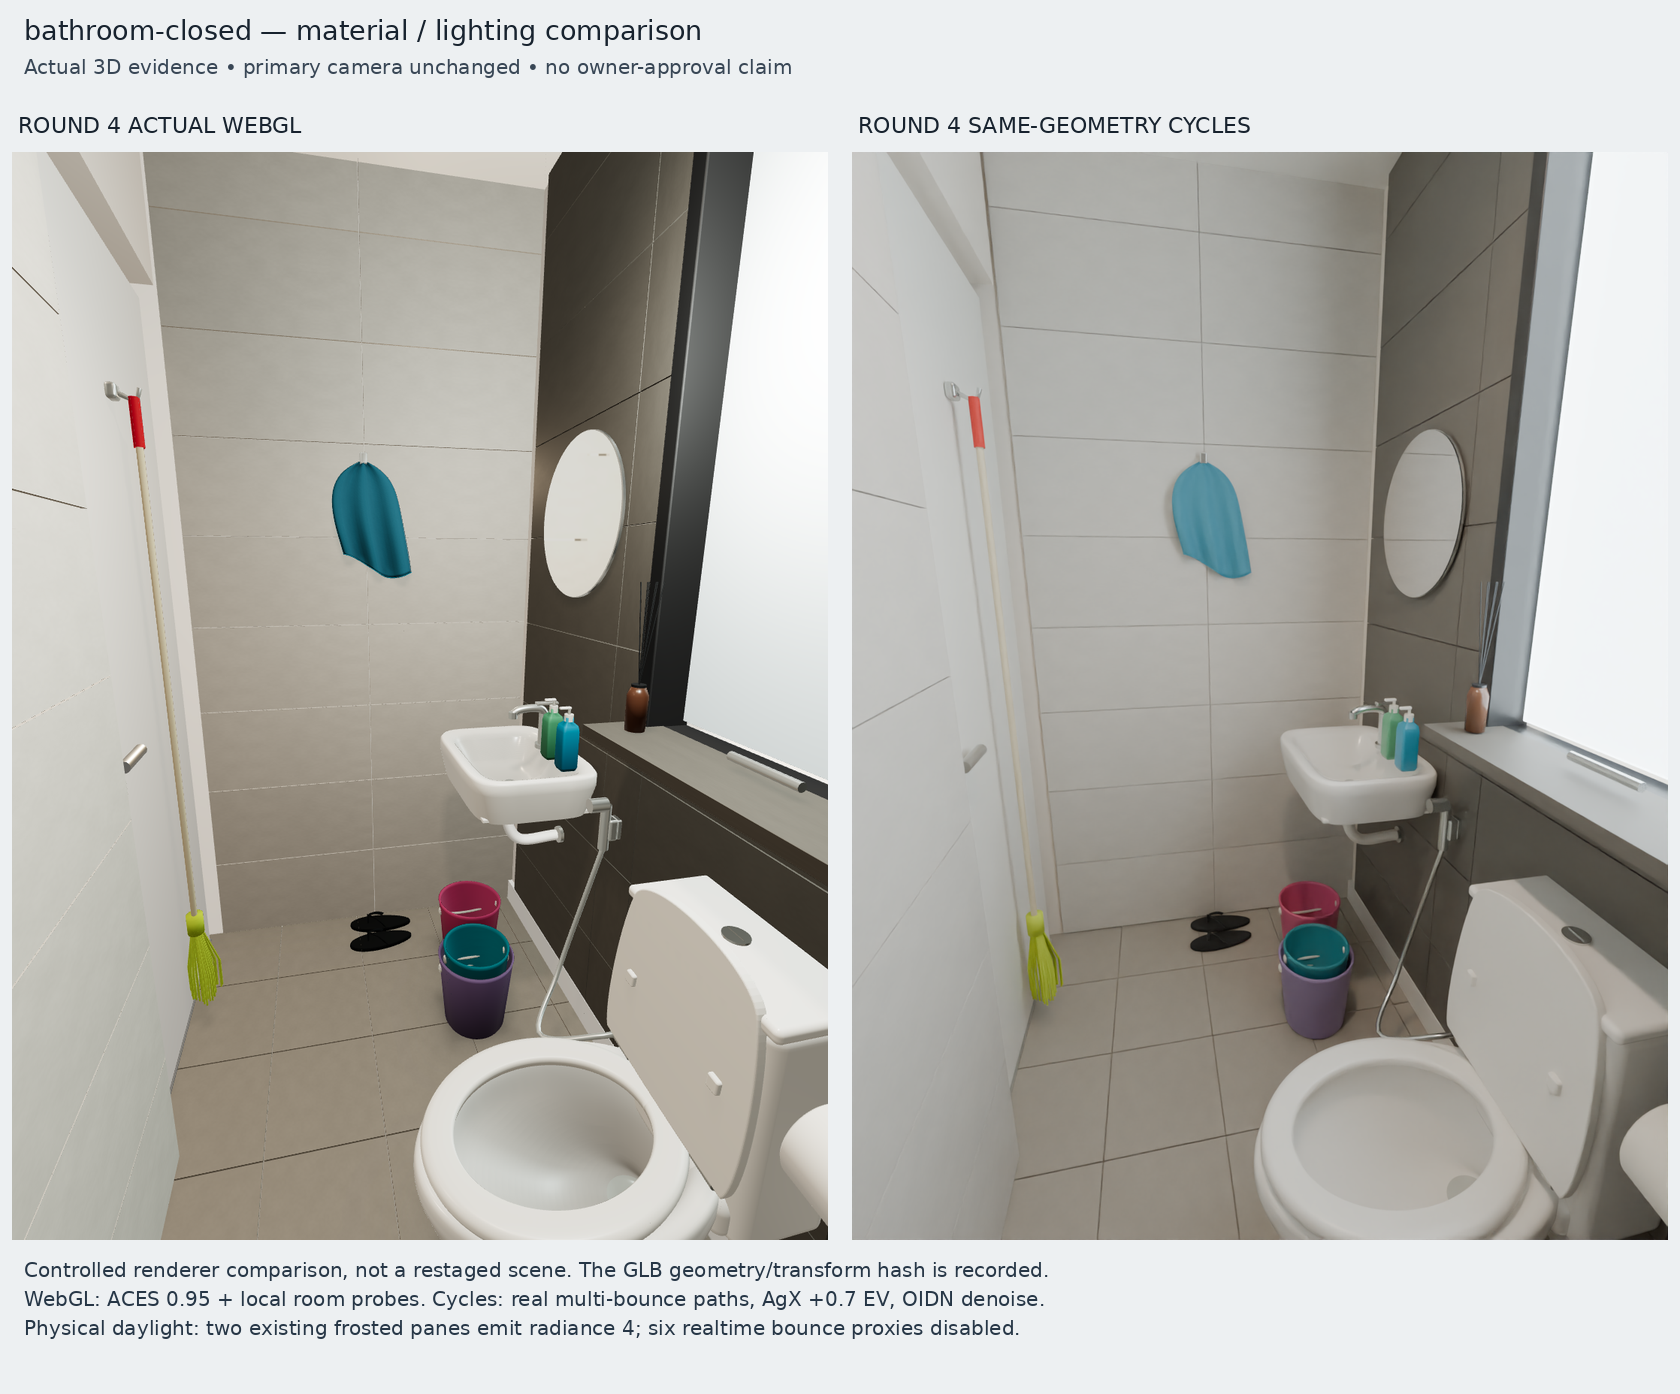 bathroom-closed — material / lighting comparison
Actual 3D evidence • primary camera unchanged • no owner-approval claim
ROUND 4 ACTUAL WEBGL
ROUND 4 SAME-GEOMETRY CYCLES
Controlled renderer comparison, not a restaged scene. The GLB geometry/transform hash is recorded.
WebGL: ACES 0.95 + local room probes. Cycles: real multi-bounce paths, AgX +0.7 EV, OIDN denoise.
Physical daylight: two existing frosted panes emit radiance 4; six realtime bounce proxies disabled.